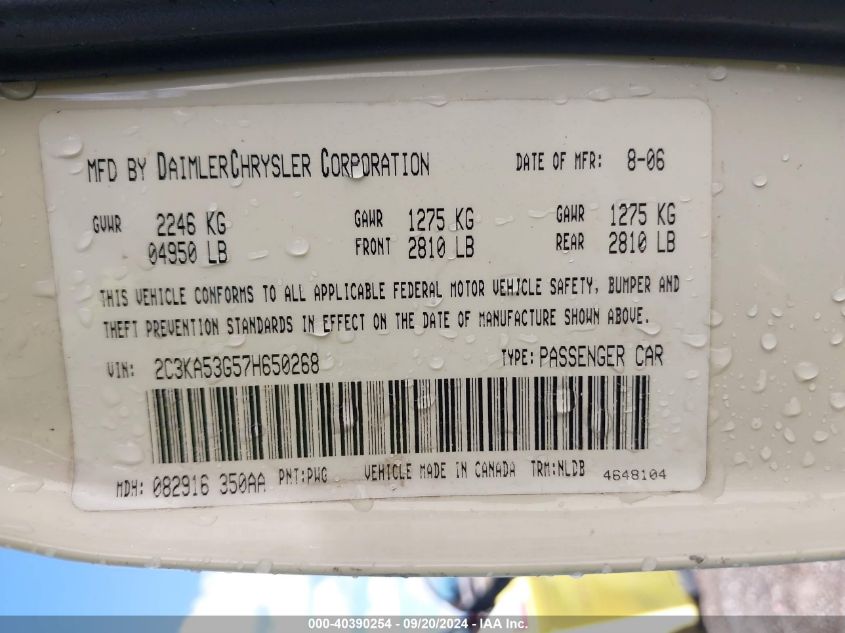 MFD BY DAIMLERCHRYSLER CORPORATION DATE OF MFR: 8-06
GVWR 2246 KG GAWR 1275 KG GAWR 1275 KG
04950 LB FRONT 2810 LB REAR 2810 LB
THIS VEHICLE CONFORMS TO ALL APPLICABLE FEDERAL MOTOR VEHICLE SAFETY, BUMPER AND
THEFT PREVENTION STANDARDS IN EFFECT ON THE DATE OF MANUFACTURE SHOWN ABOVE.
VIN: 2C3KA53G57H650268 TYPE: PASSENGER CAR
MDH: 082916 350AA PNT: PWG VEHICLE MADE IN CANADA TRM: NLDB 4648104
000-40390254 - 09/20/2024 - IAA Inc.